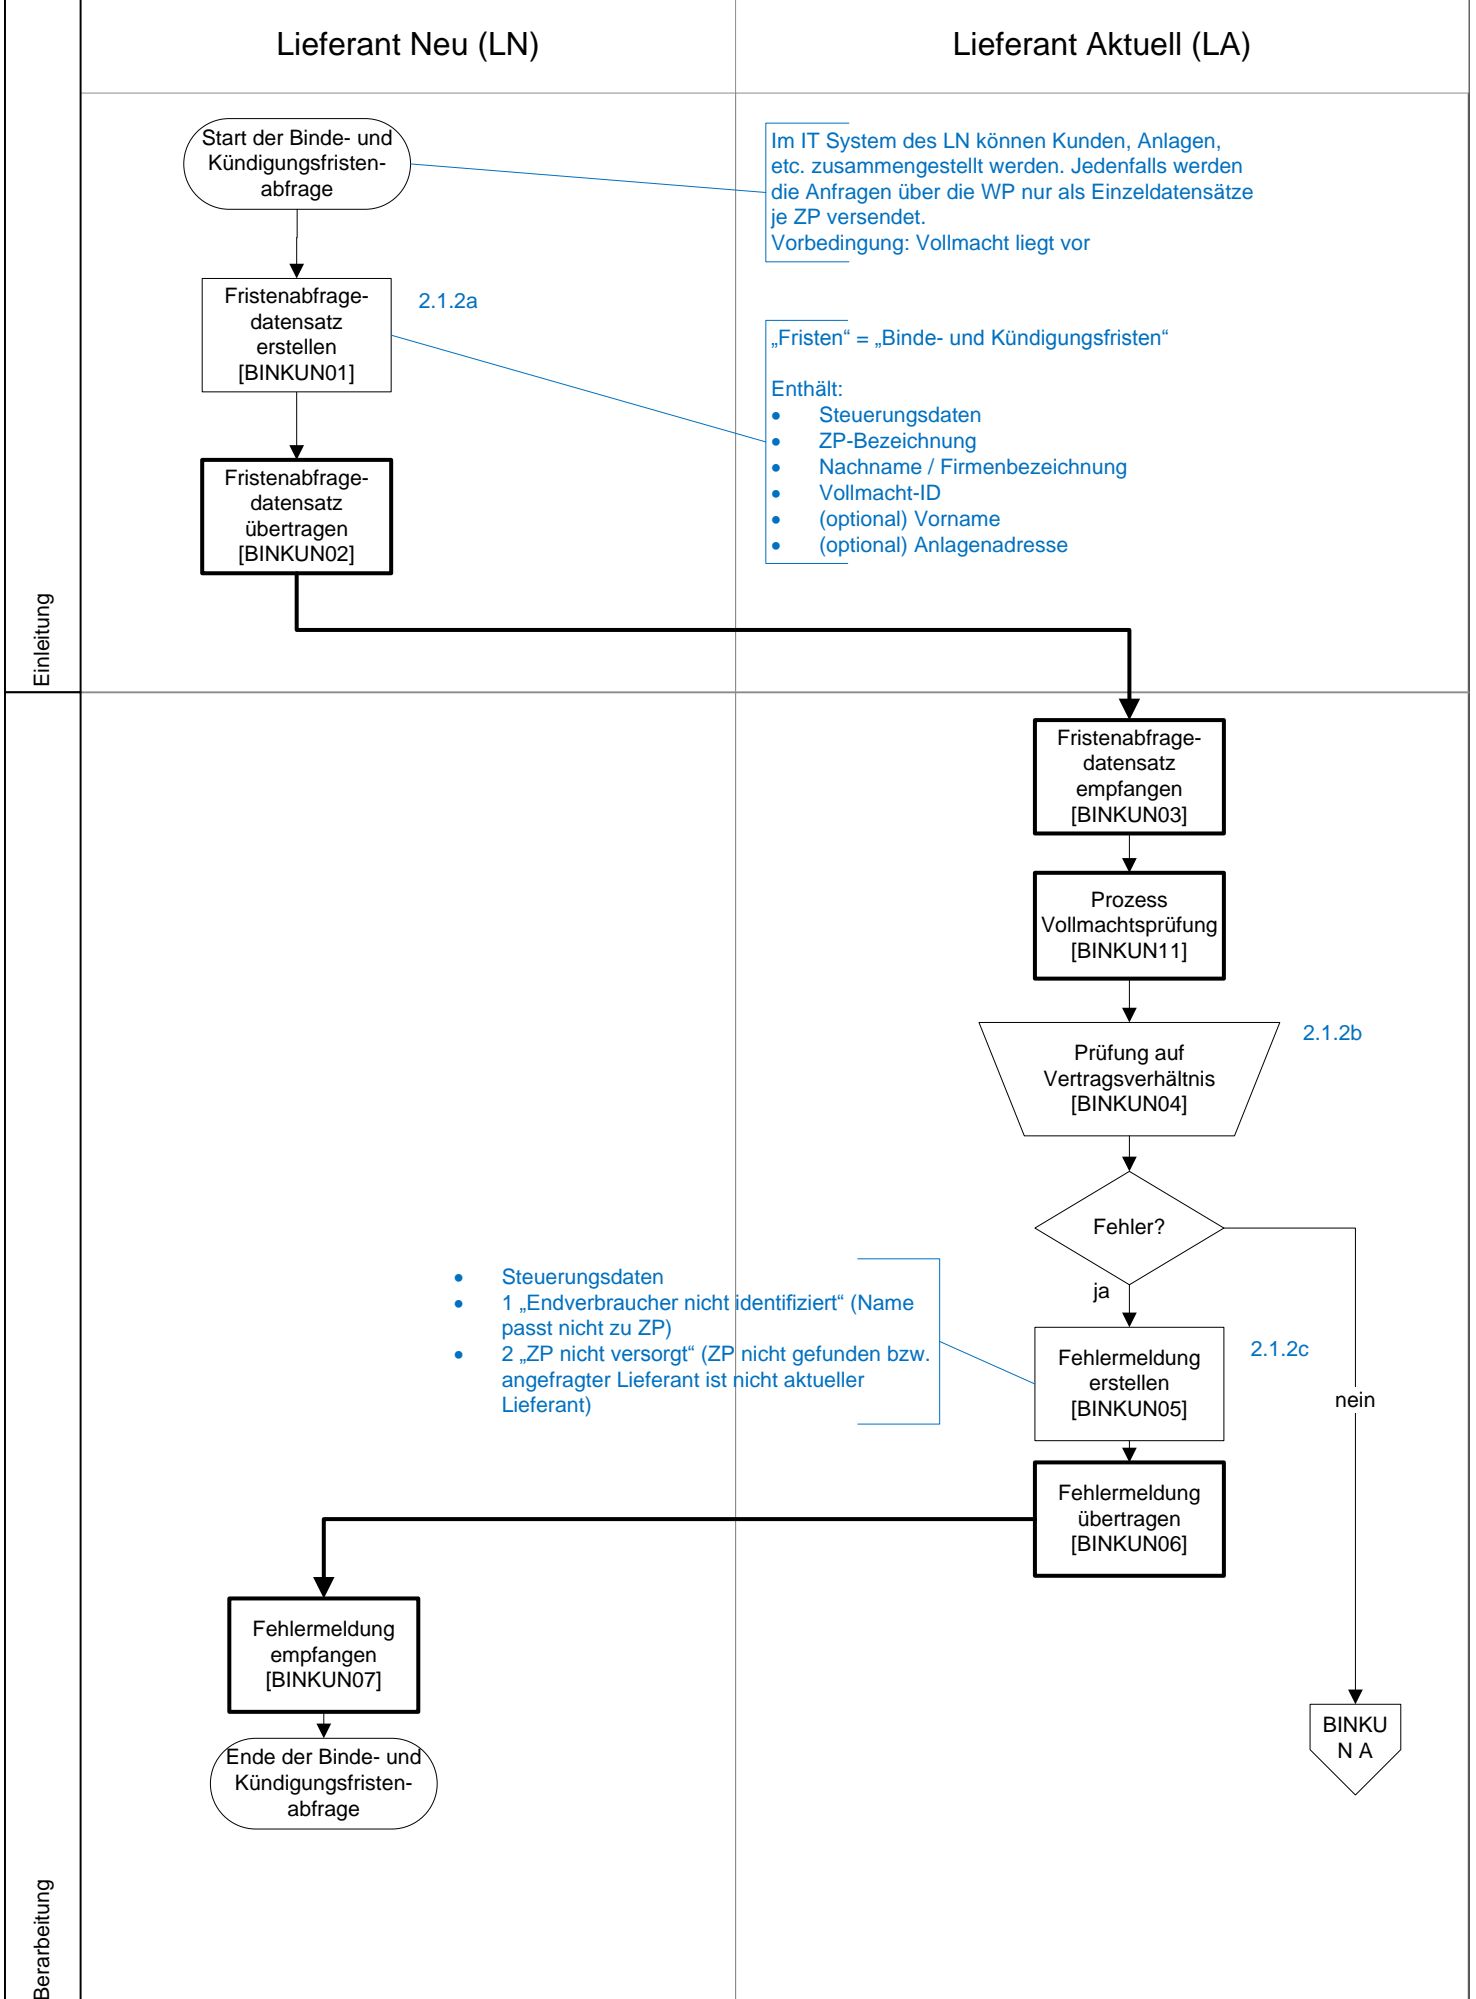 Lieferant Neu (LN)
Lieferant Aktuell (LA)
Einleitung
Start der Binde- und
Kündigungsfristen-
abfrage
Im IT System des LN können Kunden, Anlagen,
etc. zusammengestellt werden. Jedenfalls werden
die Anfragen über die WP nur als Einzeldatensätze
je ZP versendet.
Vorbedingung: Vollmacht liegt vor
Fristenabfrage-
datensatz
erstellen
[BINKUN01]
2.1.2a
„Fristen“ = „Binde- und Kündigungsfristen“
Enthält:
• Steuerungsdaten
• ZP-Bezeichnung
• Nachname / Firmenbezeichnung
• Vollmacht-ID
• (optional) Vorname
• (optional) Anlagenadresse
Fristenabfrage-
datensatz
übertragen
[BINKUN02]
Berarbeitung
Fristenabfrage-
datensatz
empfangen
[BINKUN03]
Prozess
Vollmachtsprüfung
[BINKUN11]
Prüfung auf
Vertragsverhältnis
[BINKUN04]
2.1.2b
Fehler?
ja
nein
• Steuerungsdaten
• 1 „Endverbraucher nicht identifiziert“ (Name
passt nicht zu ZP)
• 2 „ZP nicht versorgt“ (ZP nicht gefunden bzw.
angefragter Lieferant ist nicht aktueller
Lieferant)
Fehlermeldung
erstellen
[BINKUN05]
2.1.2c
Fehlermeldung
übertragen
[BINKUN06]
Fehlermeldung
empfangen
[BINKUN07]
Ende der Binde- und
Kündigungsfristen-
abfrage
BINKU
N A